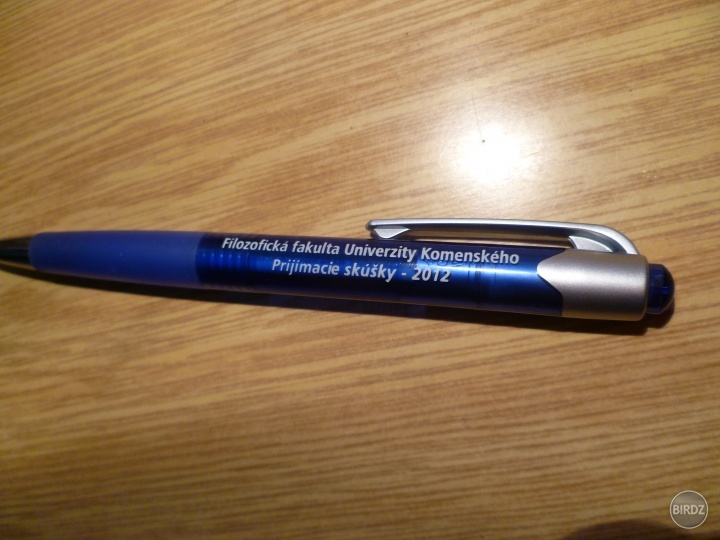 Filozofická fakulta Univerzity Komenského
Prijímacie skúšky - 2012
BIRDZ